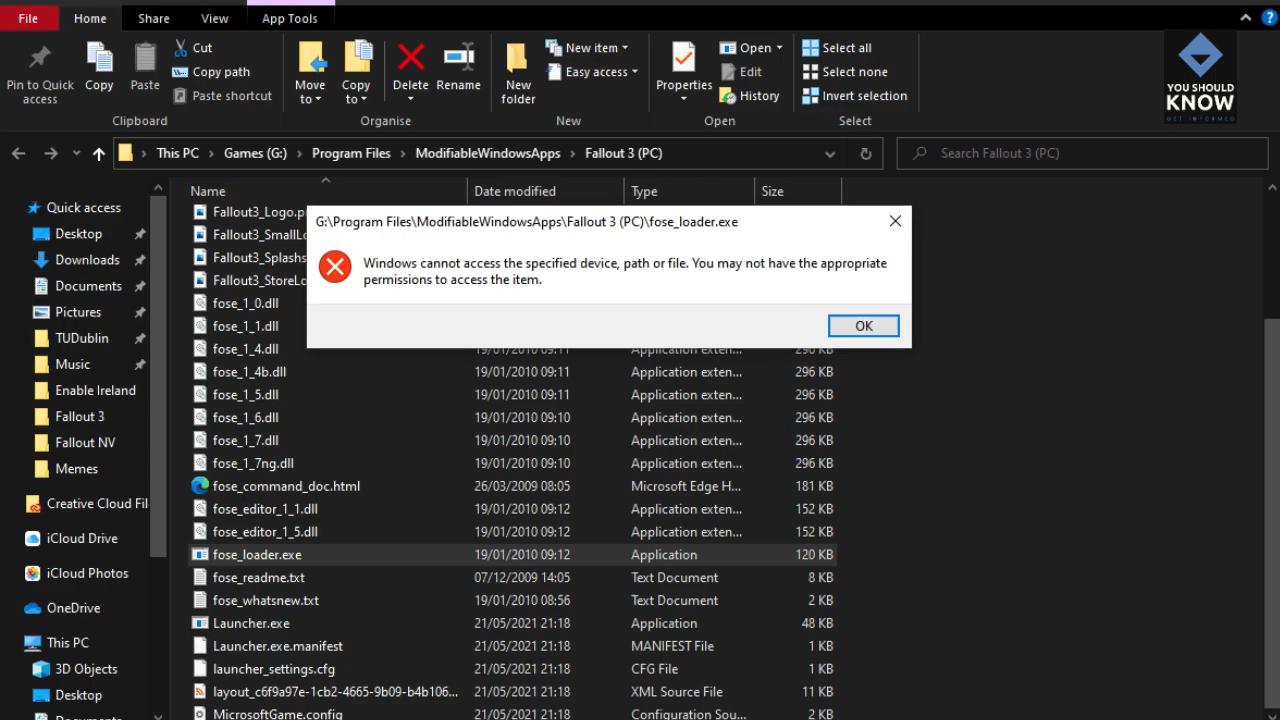 File Home Share View App Tools
Pin to Quick access
Copy
Paste
Cut
Copy path
Paste shortcut
Move to
Copy to
Delete
Rename
New folder
New item
Easy access
Properties
Open
Edit
History
Select all
Select none
Invert selection
Clipboard Organise New Open Select
YOU SHOULD
KNOW
GET INFORMED
This PC Games (G:) Program Files ModifiableWindowsApps Fallout 3 (PC)
Search Fallout 3 (PC)
Quick access
Desktop
Downloads
Documents
Pictures
TUDublin
Music
Enable Ireland
Fallout 3
Fallout NV
Memes
Creative Cloud Fil
iCloud Drive
iCloud Photos
OneDrive
This PC
3D Objects
Desktop
Name Date modified Type Size
Fallout3_Logo.p
Fallout3_SmallLo
Fallout3_Splashs
Fallout3_StoreLo
fose_1_0.dll
fose_1_1.dll
fose_1_4.dll 19/01/2010 09:11 Application exten... 296 KB
fose_1_4b.dll 19/01/2010 09:11 Application exten... 296 KB
fose_1_5.dll 19/01/2010 09:11 Application exten... 296 KB
fose_1_6.dll 19/01/2010 09:10 Application exten... 296 KB
fose_1_7.dll 19/01/2010 09:10 Application exten... 296 KB
fose_1_7ng.dll 19/01/2010 09:10 Application exten... 296 KB
fose_command_doc.html 26/03/2009 08:05 Microsoft Edge H... 181 KB
fose_editor_1_1.dll 19/01/2010 09:12 Application exten... 152 KB
fose_editor_1_5.dll 19/01/2010 09:12 Application exten... 152 KB
fose_loader.exe 19/01/2010 09:12 Application 120 KB
fose_readme.txt 07/12/2009 14:05 Text Document 8 KB
fose_whatsnew.txt 19/01/2010 08:56 Text Document 2 KB
Launcher.exe 21/05/2021 21:18 Application 48 KB
Launcher.exe.manifest 21/05/2021 21:18 MANIFEST File 1 KB
launcher_settings.cfg 21/05/2021 21:18 CFG File 1 KB
layout_c6f9a97e-1cb2-4665-9b09-b4b106... 21/05/2021 21:18 XML Source File 11 KB
MicrosoftGame.config 21/05/2021 21:18 Configuration Sou... 2 KB
G:\Program Files\ModifiableWindowsApps\Fallout 3 (PC)\fose_loader.exe
Windows cannot access the specified device, path or file. You may not have the appropriate
permissions to access the item.
OK